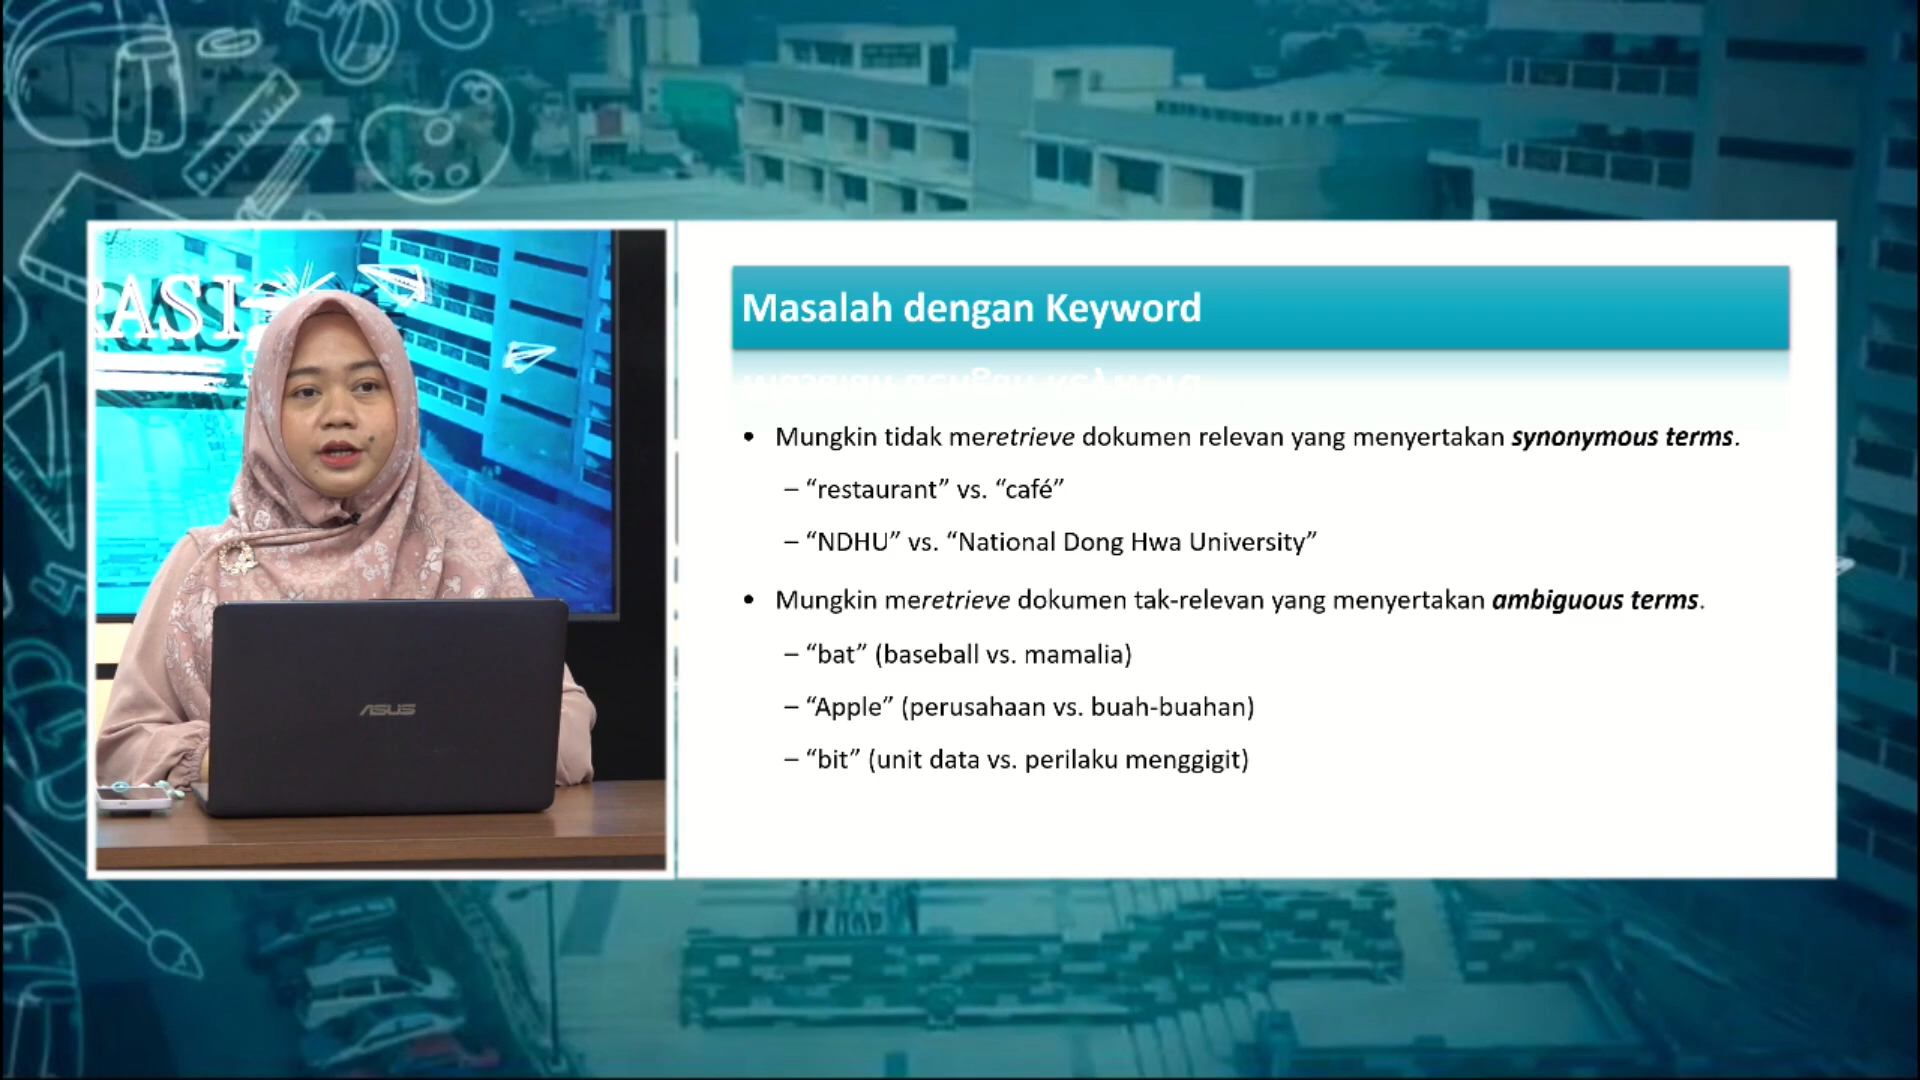 RASI
ASUS
Masalah dengan Keyword
• Mungkin tidak meretrieve dokumen relevan yang menyertakan synonymous terms.
– “restaurant” vs. “café”
– “NDHU” vs. “National Dong Hwa University”
• Mungkin meretrieve dokumen tak-relevan yang menyertakan ambiguous terms.
– “bat” (baseball vs. mamalia)
– “Apple” (perusahaan vs. buah-buahan)
– “bit” (unit data vs. perilaku menggigit)